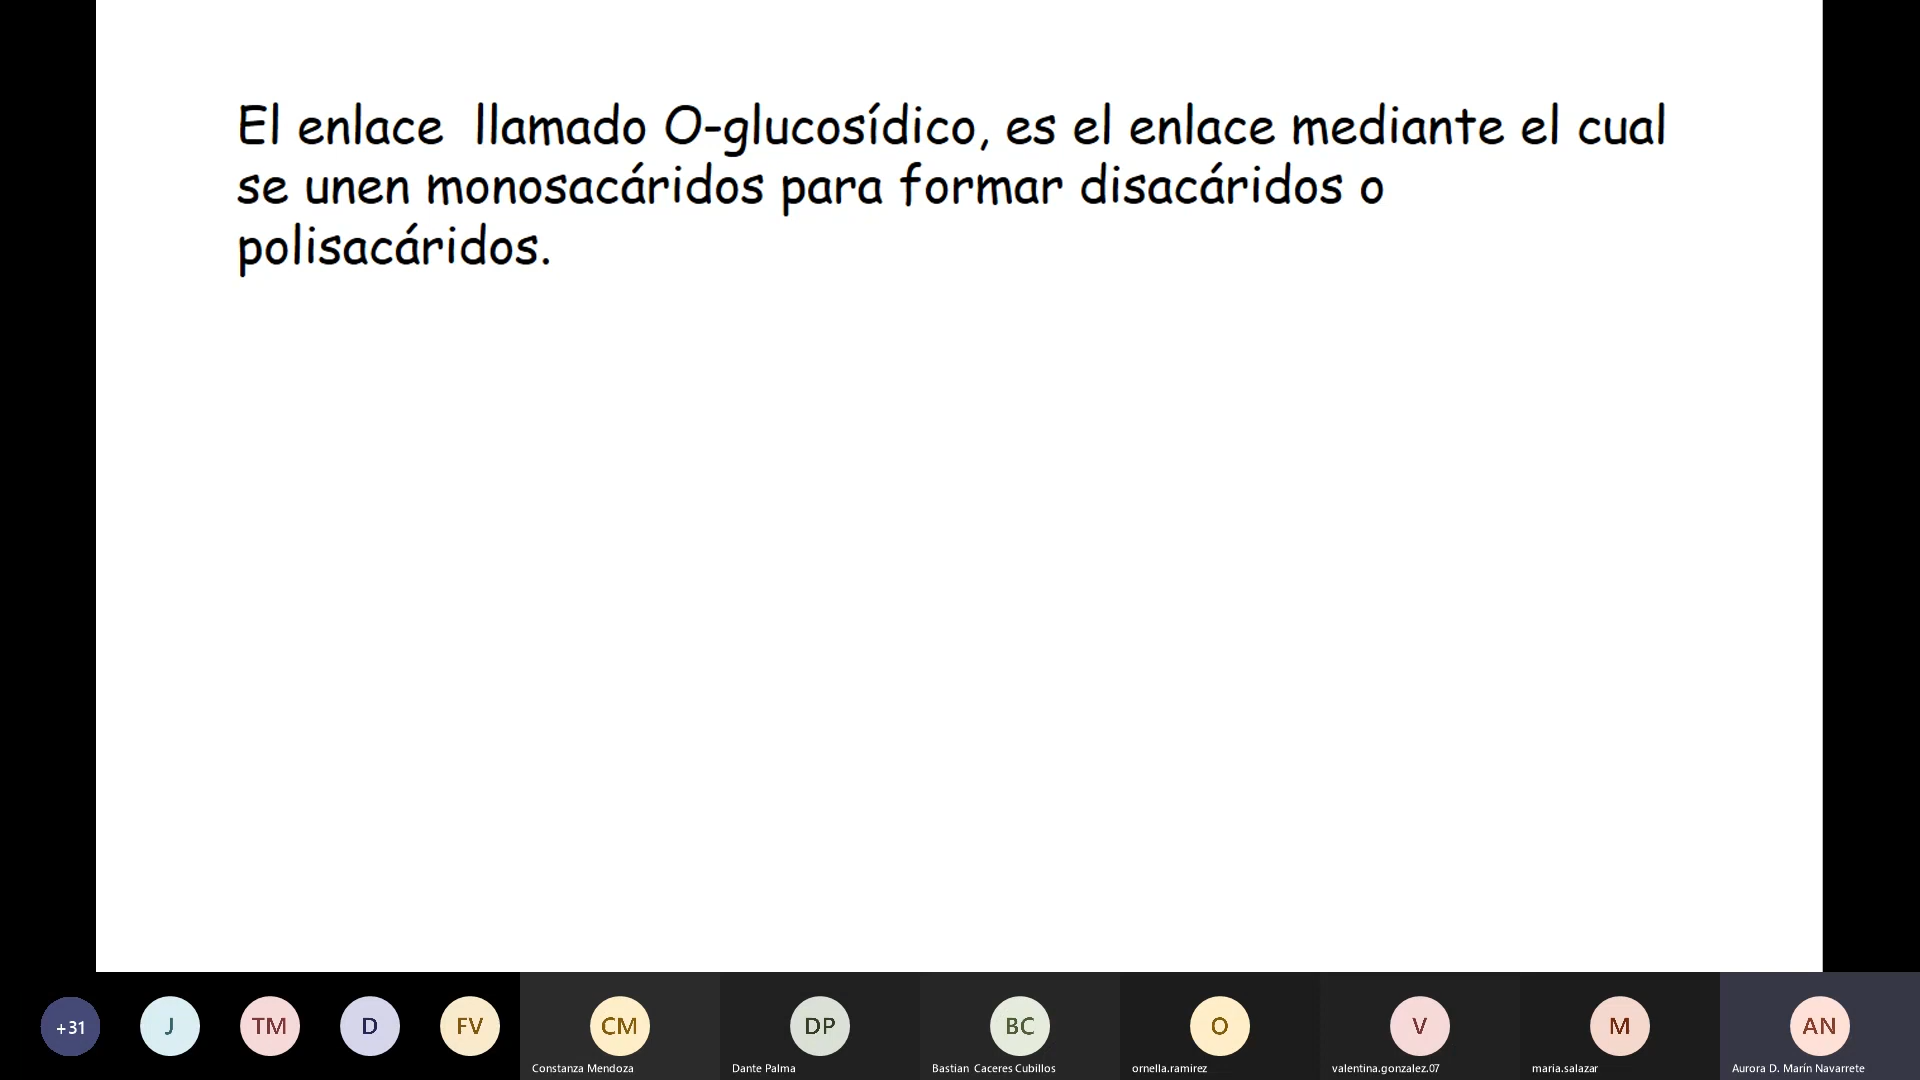 El enlace  llamado O-glucosídico, es el enlace mediante el cual
se unen monosacáridos para formar disacáridos o
polisacáridos.
+31
J
TM
D
FV
CM
DP
BC
O
V
M
AN
Constanza Mendoza
Dante Palma
Bastian  Caceres Cubillos
ornella.ramirez
valentina.gonzalez.07
maria.salazar
Aurora D. Marín Navarrete